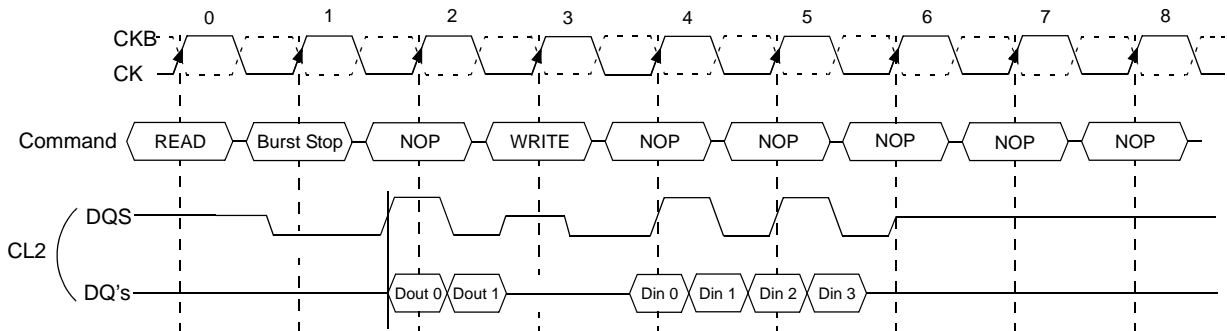 0 1 2 3 4 5 6 7 8
CKB
CK
Command READ Burst Stop NOP WRITE NOP NOP NOP NOP NOP
DQS
CL2
DQ's Dout 0 Dout 1 Din 0 Din 1 Din 2 Din 3